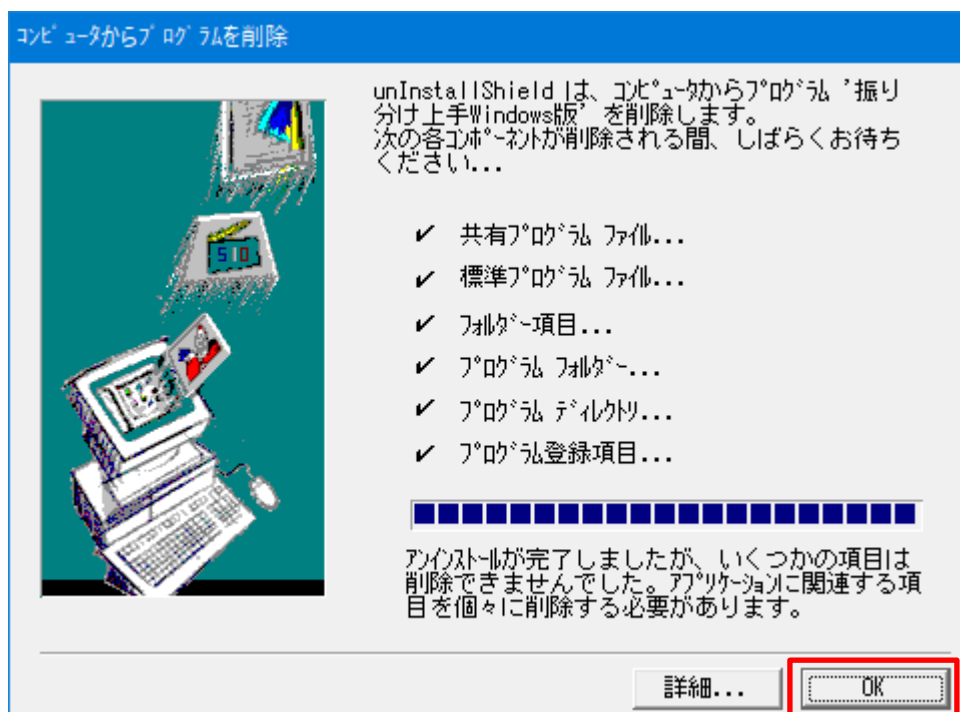 コンピュータからプログラムを削除
unInstallShield は、コンピュータからプログラム '振り
分け上手Windows版' を削除します。
次の各コンポーネントが削除される間、しばらくお待ち
ください...
✔ 共有プログラム ファイル...
✔ 標準プログラム ファイル...
✔ フォルダー項目...
✔ プログラム フォルダー...
✔ プログラム ディレクトリ...
✔ プログラム登録項目...
アンインストールが完了しましたが、いくつかの項目は
削除できませんでした。アプリケーションに関連する項
目を個々に削除する必要があります。
詳細...
OK
510